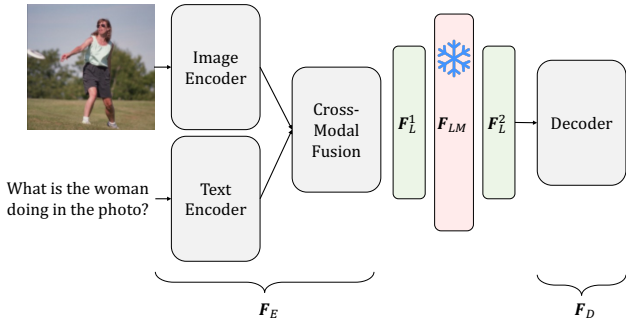 Image
Encoder
Cross-
Modal
Fusion
F_L^1
F_LM
F_L^2
Decoder
What is the woman
doing in the photo?
Text
Encoder
F_E
F_D